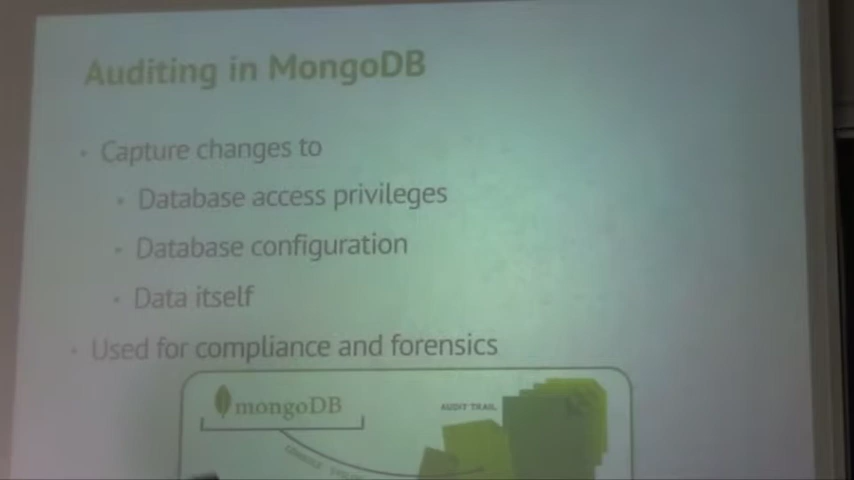 Auditing in MongoDB
• Capture changes to
• Database access privileges
• Database configuration
• Data itself
• Used for compliance and forensics
mongoDB
AUDIT TRAIL
CONSOLE